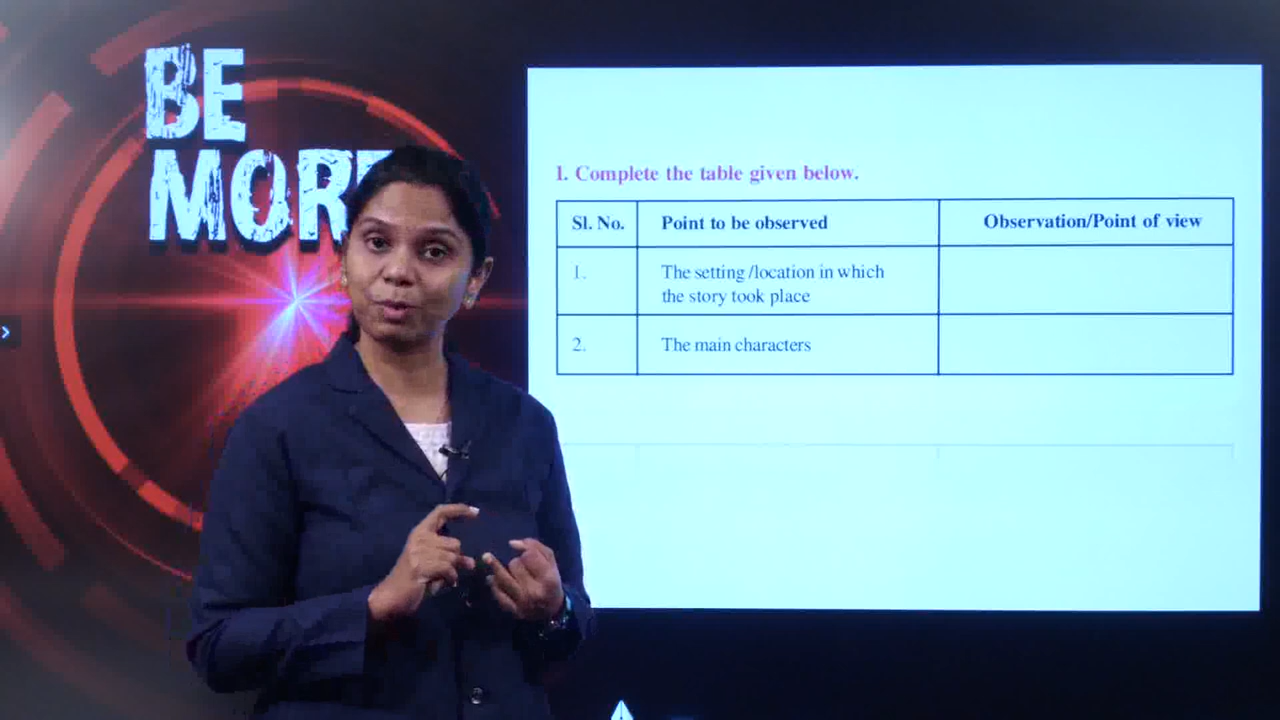 BE
MORE
I. Complete the table given below.
Sl. No. Point to be observed Observation/Point of view
1. The setting /location in which
the story took place
2. The main characters